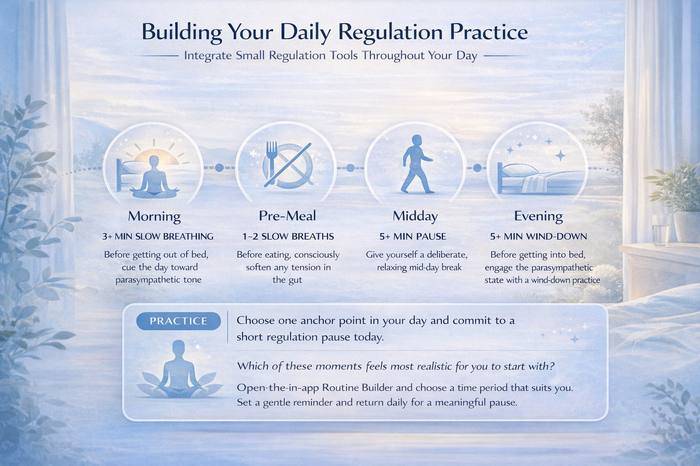 Building Your Daily Regulation Practice
Integrate Small Regulation Tools Throughout Your Day
Morning
3+ MIN SLOW BREATHING
Before getting out of bed,
cue the day toward
parasympathetic tone
Pre-Meal
1–2 SLOW BREATHS
Before eating, consciously
soften any tension in
the gut
Midday
5+ MIN PAUSE
Give yourself a deliberate,
relaxing mid-day break
Evening
5+ MIN WIND-DOWN
Before getting into bed,
engage the parasympathetic
state with a wind-down practice
PRACTICE
Choose one anchor point in your day and commit to a
short regulation pause today.
Which of these moments feels most realistic for you to start with?
Open-the-in-app Routine Builder and choose a time period that suits you.
Set a gentle reminder and return daily for a meaningful pause.